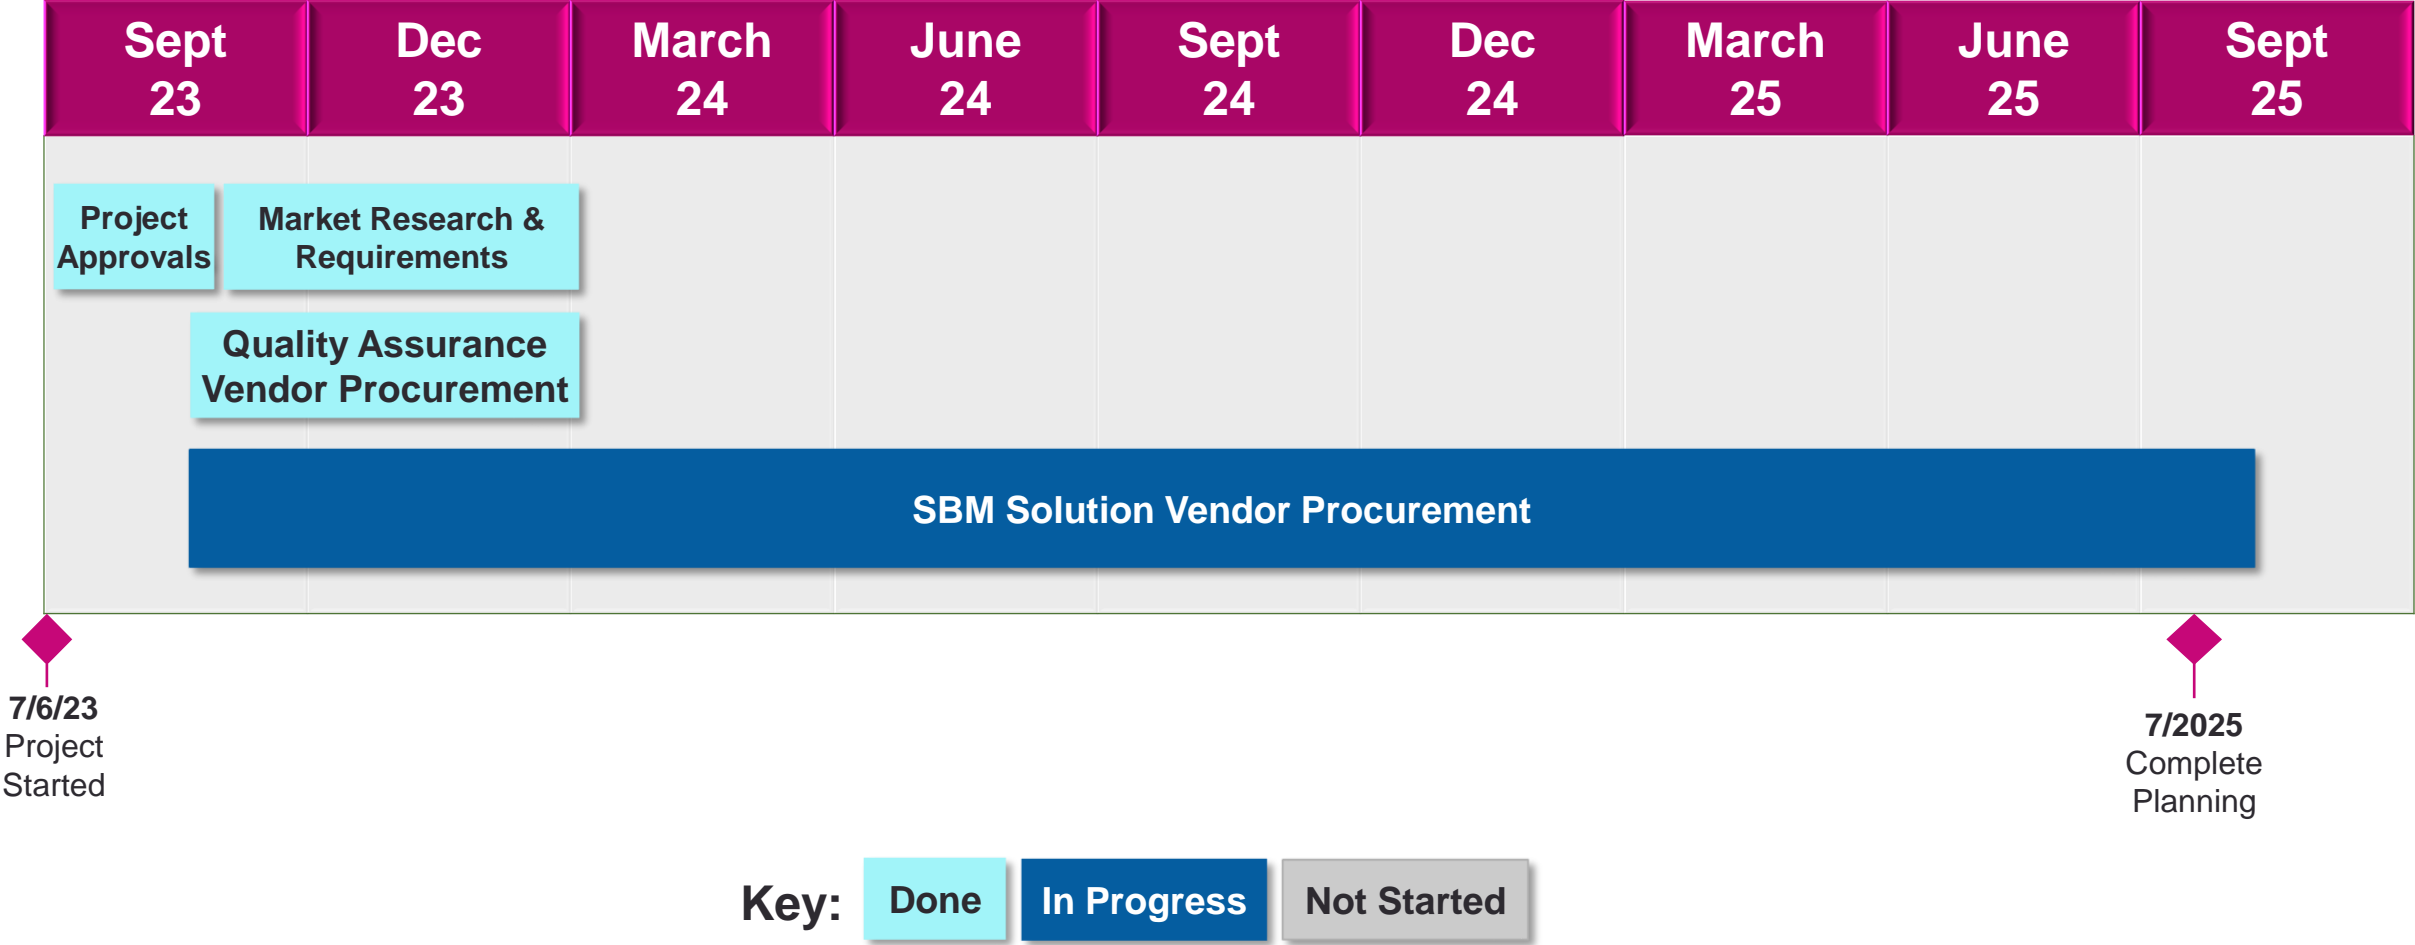 Sept
23
Dec
23
March
24
June
24
Sept
24
Dec
24
March
25
June
25
Sept
25
Project
Approvals
Market Research &
Requirements
Quality Assurance
Vendor Procurement
SBM Solution Vendor Procurement
7/6/23
Project
Started
7/2025
Complete
Planning
Key:
Done
In Progress
Not Started